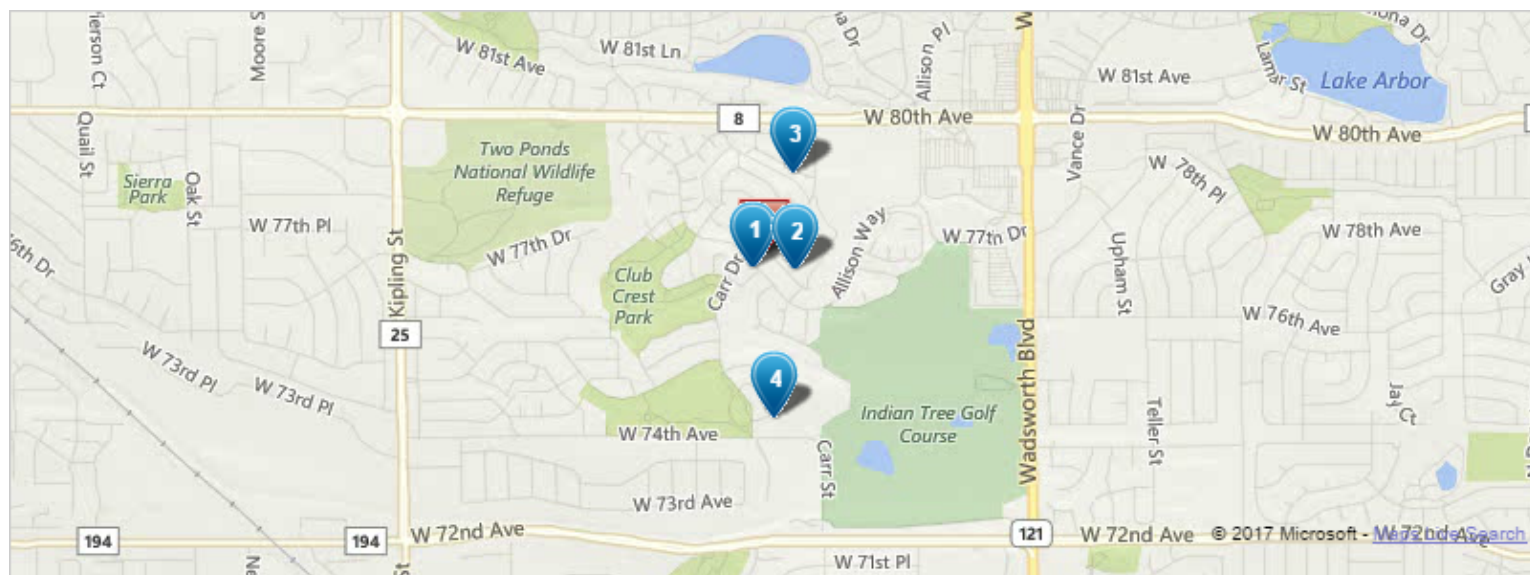 W 81st Ave
W 81st Ln
Allison Pl
W 81st Ave
Lamar St
Lake Arbor
Moore S
8
W 80th Ave
W 80th Ave
Vance Dr
3
Quail St
Two Ponds
National Wildlife
Refuge
W 78th Pl
Sierra
Park
Oak St
W 77th Pl
W 77th Dr
1
2
Allison Way
W 77th Dr
W 78th Ave
Kipling St
Club
Crest
Park
Carr Dr
Upham St
25
W 76th Ave
W 73rd Pl
W 73rd Pl
4
Wadsworth Blvd
Indian Tree Golf
Course
Jay Ct
W 74th Ave
Teller St
Carr St
W 73rd Ave
194
194
W 72nd Ave
121
W 72nd Ave
© 2017 Microsoft -
W 72nd Ave
W 71st Pl